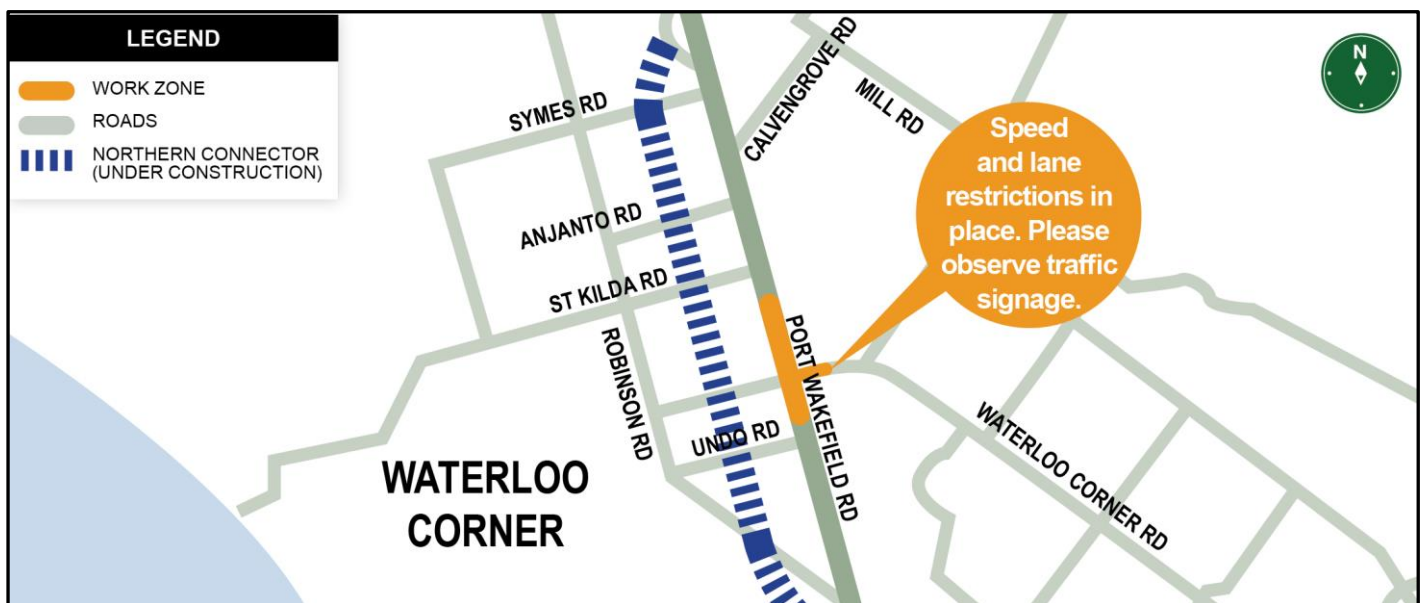 LEGEND
WORK ZONE
ROADS
NORTHERN CONNECTOR
(UNDER CONSTRUCTION)
N
SYMES RD
CALVENGROVE RD
MILL RD
ANJANTO RD
ST KILDA RD
ROBINSON RD
PORT WAKEFIELD RD
UNDO RD
WATERLOO CORNER RD
Speed
and lane
restrictions in
place. Please
observe traffic
signage.
WATERLOO
CORNER